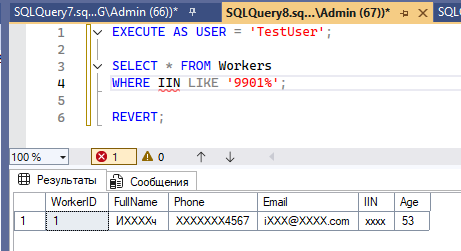 SQLQuery7.sq...G\Admin (66))* SQLQuery8.sq...\Admin (67))* SQL
1 EXECUTE AS USER = 'TestUser';
2
3 SELECT * FROM Workers
4 WHERE IIN LIKE '9901%';
5
6 REVERT;
100 % 1 0
Результаты Сообщения
WorkerID FullName Phone Email IIN Age
1 1 ИXXXXч XXXXXXX4567 iXXX@XXXX.com xxxx 53